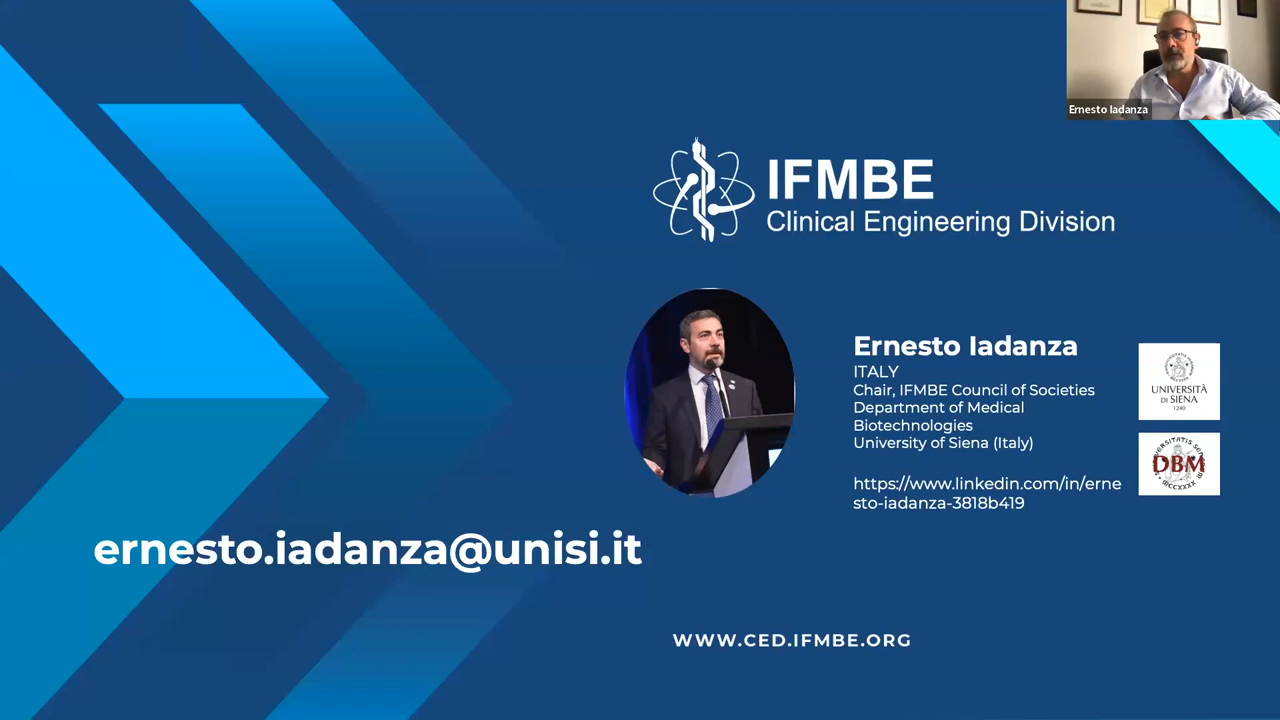 Ernesto Iadanza
IFMBE
Clinical Engineering Division
Ernesto Iadanza
ITALY
Chair, IFMBE Council of Societies
Department of Medical
Biotechnologies
University of Siena (Italy)
https://www.linkedin.com/in/erne
sto-iadanza-3818b419
UNIVERSITÀ
DI SIENA
1240
DBM
MCCXXXX
ernesto.iadanza@unisi.it
WWW.CED.IFMBE.ORG